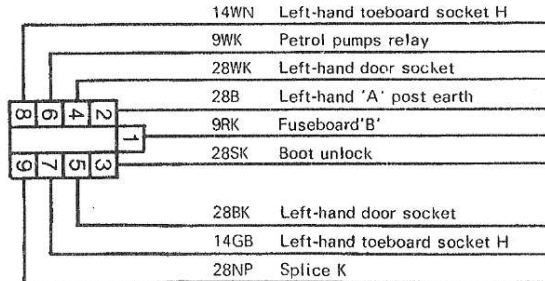 14WN Left-hand toeboard socket H
9WK Petrol pumps relay
28WK Left-hand door socket
28B Left-hand 'A' post earth
9RK Fuseboard'B'
28SK Boot unlock
8 6 4 2
1
9 7 5 3
28BK Left-hand door socket
14GB Left-hand toeboard socket H
28NP Splice K